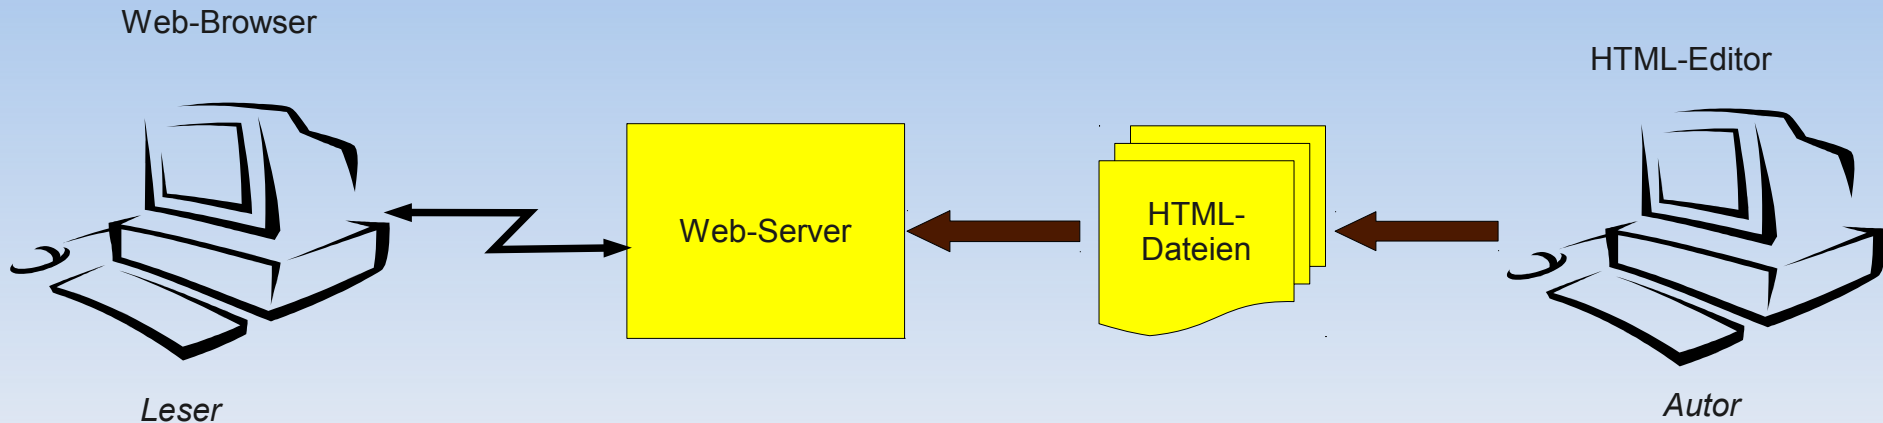 Web-Browser
HTML-Editor
Web-Server
HTML-
Dateien
Leser
Autor